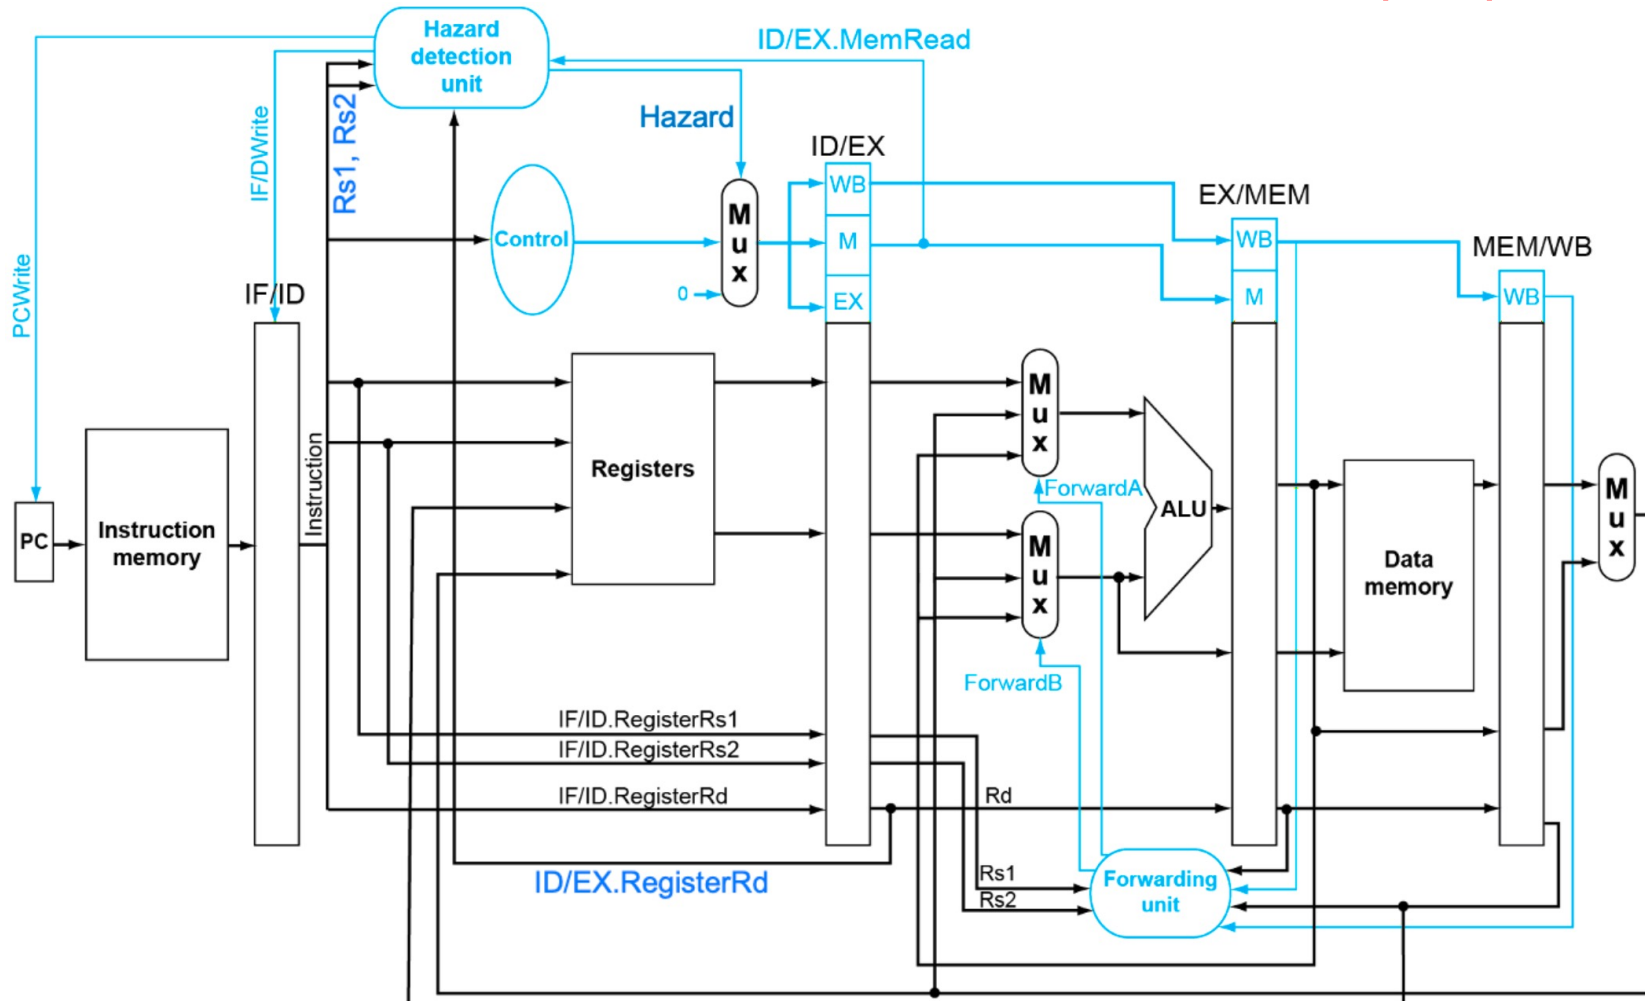 Hazard
detection
unit
ID/EX.MemRead
Rs1, Rs2
IF/DWrite
PCWrite
Hazard
ID/EX
WB
M
EX
Control
M
u
x
0
EX/MEM
WB
M
MEM/WB
WB
IF/ID
Instruction
PC
Instruction
memory
Registers
M
u
x
ForwardA
M
u
x
ForwardB
ALU
Data
memory
M
u
x
IF/ID.RegisterRs1
IF/ID.RegisterRs2
IF/ID.RegisterRd
Rd
ID/EX.RegisterRd
Rs1
Rs2
Forwarding
unit